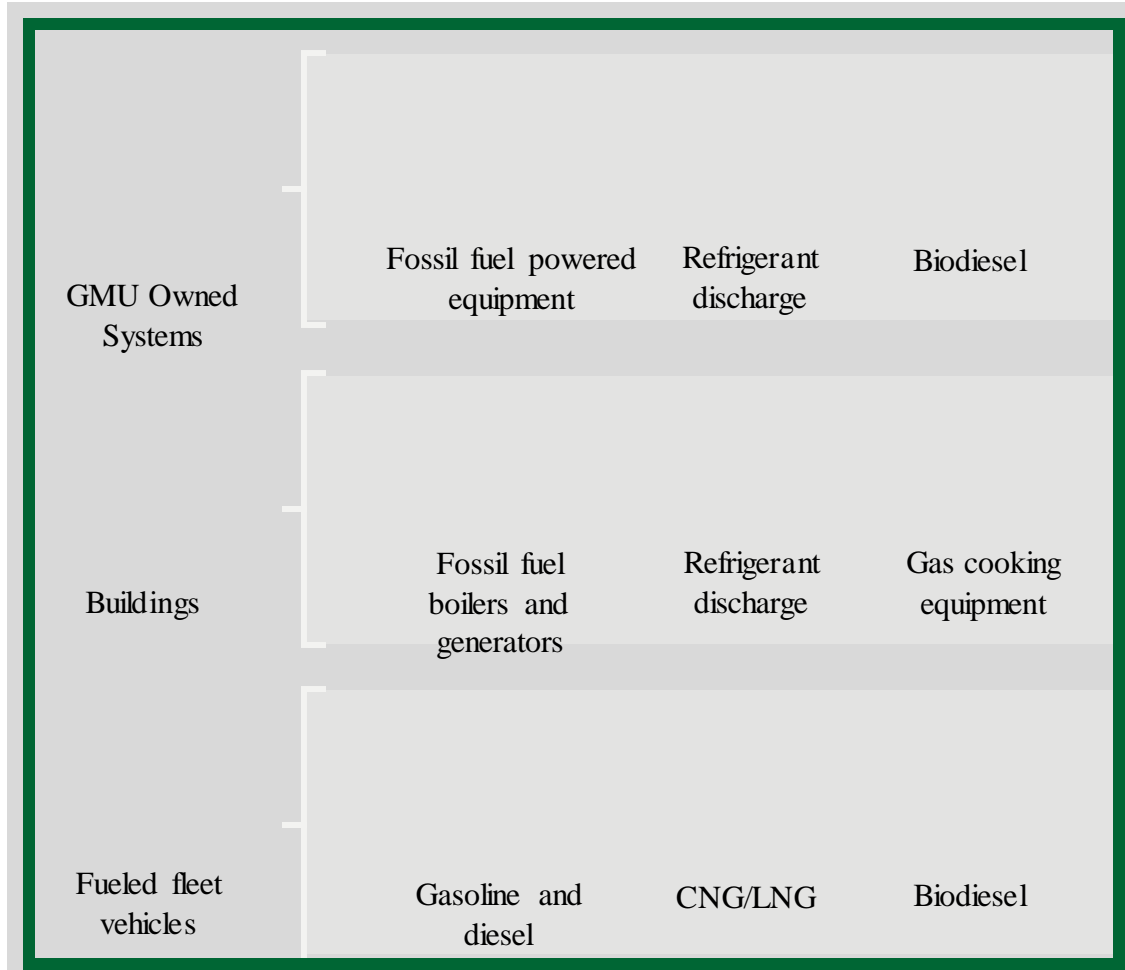 GMU Owned
Systems
Fossil fuel powered
equipment
Refrigerant
discharge
Biodiesel
Buildings
Fossil fuel
boilers and
generators
Refrigerant
discharge
Gas cooking
equipment
Fueled fleet
vehicles
Gasoline and
diesel
CNG/LNG
Biodiesel